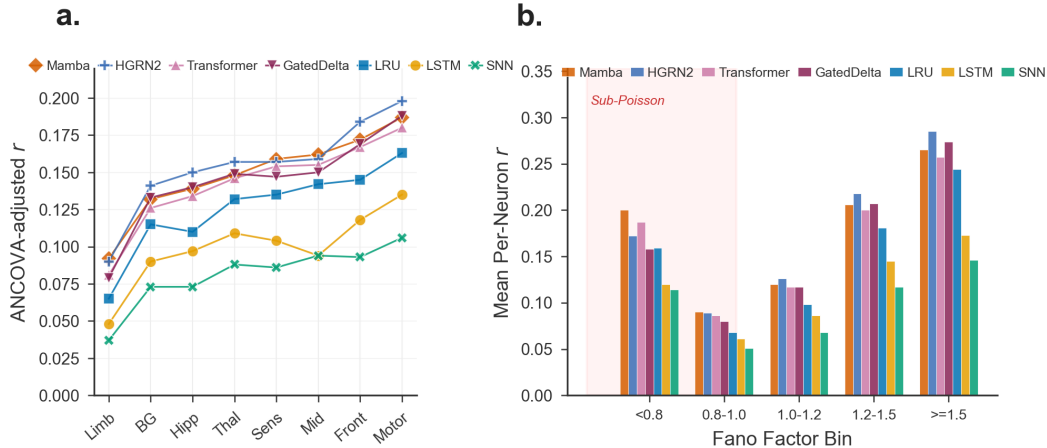 a.
Mamba HGRN2 Transformer GatedDelta LRU LSTM SNN
ANCOVA-adjusted r
0.200
0.175
0.150
0.125
0.100
0.075
0.050
0.025
0.000
Limb BG Hipp Thal Sens Mid Front Motor
b.
Mamba HGRN2 Transformer GatedDelta LRU LSTM SNN
Sub-Poisson
Mean Per-Neuron r
0.35
0.30
0.25
0.20
0.15
0.10
0.05
0.00
<0.8 0.8-1.0 1.0-1.2 1.2-1.5 >=1.5
Fano Factor Bin